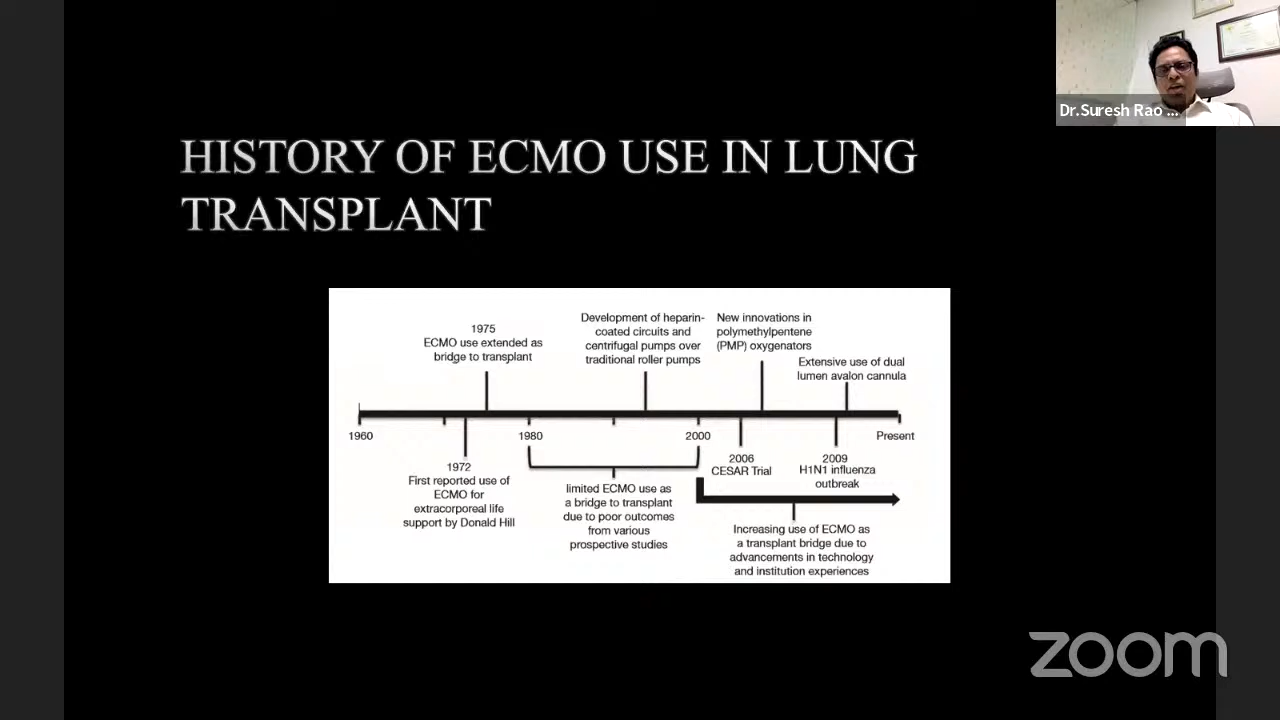 Dr.Suresh Rao ...
HISTORY OF ECMO USE IN LUNG
TRANSPLANT
1975
ECMO use extended as
bridge to transplant
Development of heparin-
coated circuits and
centrifugal pumps over
traditional roller pumps
New innovations in
polymethylpentene
(PMP) oxygenators
Extensive use of dual
lumen avalon cannula
1960
1980
2000
Present
1972
First reported use of
ECMO for
extracorporeal life
support by Donald Hill
limited ECMO use as
a bridge to transplant
due to poor outcomes
from various
prospective studies
2006
CESAR Trial
2009
H1N1 influenza
outbreak
Increasing use of ECMO as
a transplant bridge due to
advancements in technology
and institution experiences
zoom